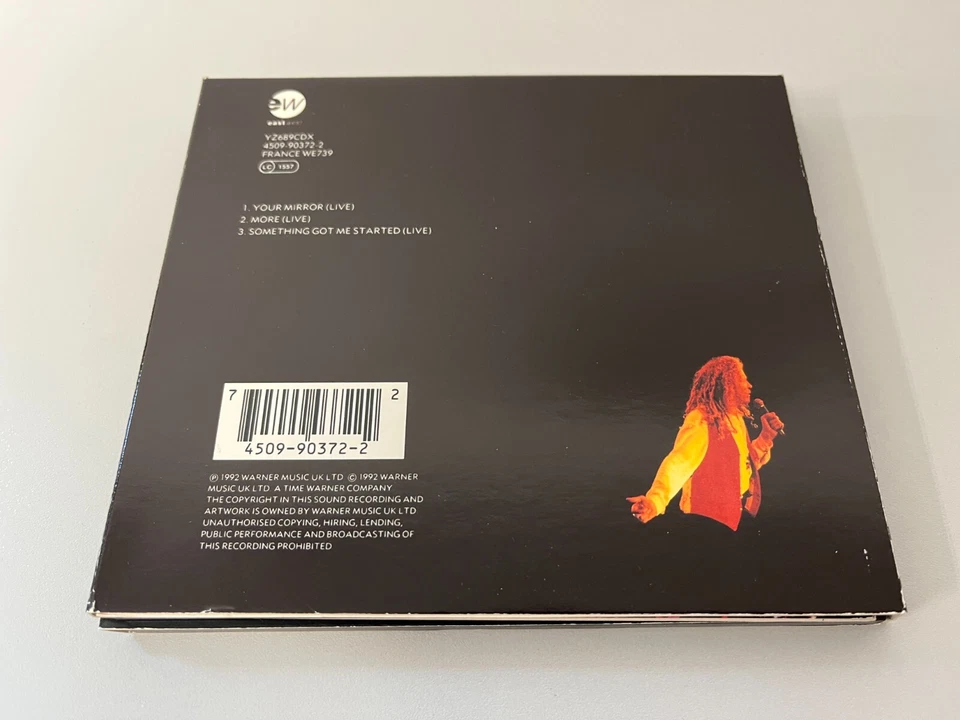 ew
east west
YZ689CDX
4509-90372-2
FRANCE WE739
LC 1557
1. YOUR MIRROR (LIVE)
2. MORE (LIVE)
3. SOMETHING GOT ME STARTED (LIVE)
7 2
4509-90372-2
℗ 1992 WARNER MUSIC UK LTD © 1992 WARNER
MUSIC UK LTD A TIME WARNER COMPANY
THE COPYRIGHT IN THIS SOUND RECORDING AND
ARTWORK IS OWNED BY WARNER MUSIC UK LTD
UNAUTHORISED COPYING, HIRING, LENDING,
PUBLIC PERFORMANCE AND BROADCASTING OF
THIS RECORDING PROHIBITED